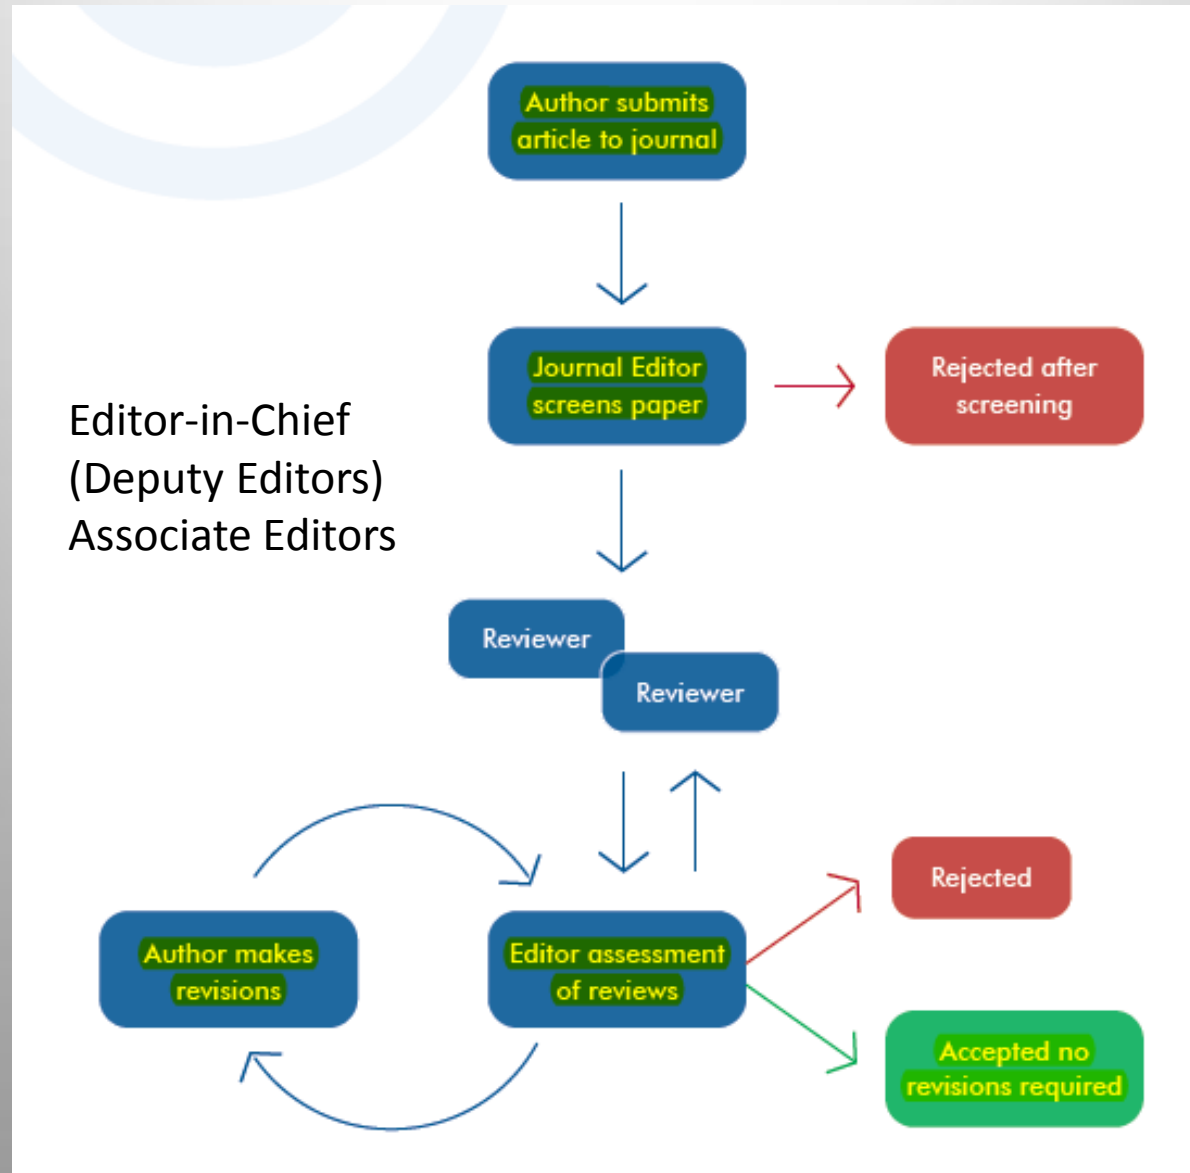 Author submits
article to journal
Journal Editor
screens paper
Rejected after
screening
Editor-in-Chief
(Deputy Editors)
Associate Editors
Reviewer
Reviewer
Rejected
Author makes
revisions
Editor assessment
of reviews
Accepted no
revisions required